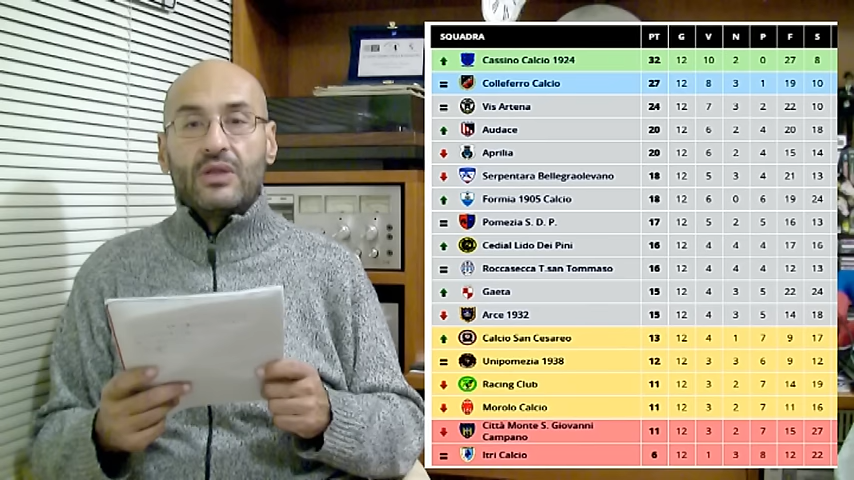 SQUADRA PT G V N P F S
Cassino Calcio 1924 32 12 10 2 0 27 8
Colleferro Calcio 27 12 8 3 1 19 10
Vis Artena 24 12 7 3 2 22 10
Audace 20 12 6 2 4 20 18
Aprilia 20 12 6 2 4 15 14
Serpentara Bellegraolevano 18 12 5 3 4 21 13
Formia 1905 Calcio 18 12 6 0 6 19 24
Pomezia S. D. P. 17 12 5 2 5 16 13
Cedial Lido Dei Pini 16 12 4 4 4 17 16
Roccasecca T.san Tommaso 16 12 4 4 4 12 13
Gaeta 15 12 4 3 5 22 24
Arce 1932 15 12 4 3 5 14 18
Calcio San Cesareo 13 12 4 1 7 9 17
Unipomezia 1938 12 12 3 3 6 9 12
Racing Club 11 12 3 2 7 14 19
Morolo Calcio 11 12 3 2 7 11 16
Città Monte S. Giovanni
Campano 11 12 3 2 7 15 27
Itri Calcio 6 12 1 3 8 12 22